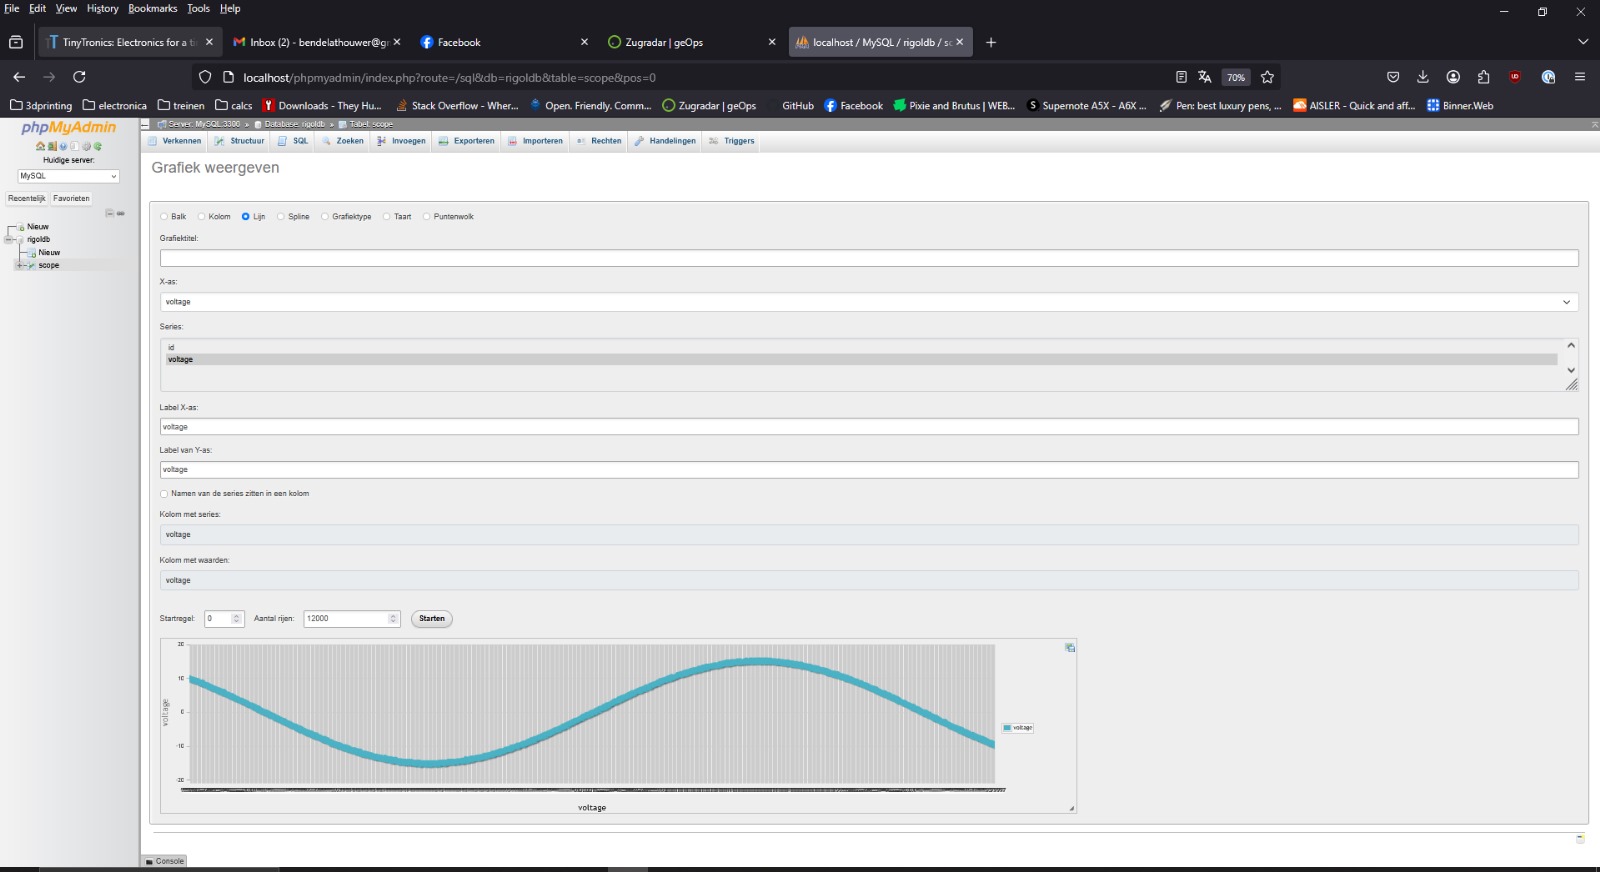 File Edit View History Bookmarks Tools Help
TinyTronics: Electronics for a ti
Inbox (2) - bendelathouwer@gr
Facebook
Zugradar | geOps
localhost / MySQL / rigoldb / sc
localhost/phpmyadmin/index.php?route=/sql&db=rigoldb&table=scope&pos=0
70%
3dprinting electronica treinen calcs Downloads - They Hu... Stack Overflow - Wher... Open. Friendly. Comm... Zugradar | geOps GitHub Facebook Pixie and Brutus | WEB... Supernote A5X - A6X ... Pen: best luxury pens, ... AISLER - Quick and aff... Binner.Web
phpMyAdmin
Huidige server:
MySQL
Recentelijk Favorieten
Nieuw
rigoldb
Nieuw
scope
Server: MySQL:3306 » Database: rigoldb » Tabel: scope
Verkennen Structuur SQL Zoeken Invoegen Exporteren Importeren Rechten Handelingen Triggers
Grafiek weergeven
Balk Kolom Lijn Spline Grafiektype Taart Puntenwolk
Grafiektitel:
X-as:
voltage
Series:
id
voltage
Label X-as:
voltage
Label van Y-as:
voltage
Namen van de series zitten in een kolom
Kolom met series:
voltage
Kolom met waarden:
voltage
Startregel: 0 Aantal rijen: 12000 Starten
20
10
0
-10
-20
voltage
voltage
voltage
Console